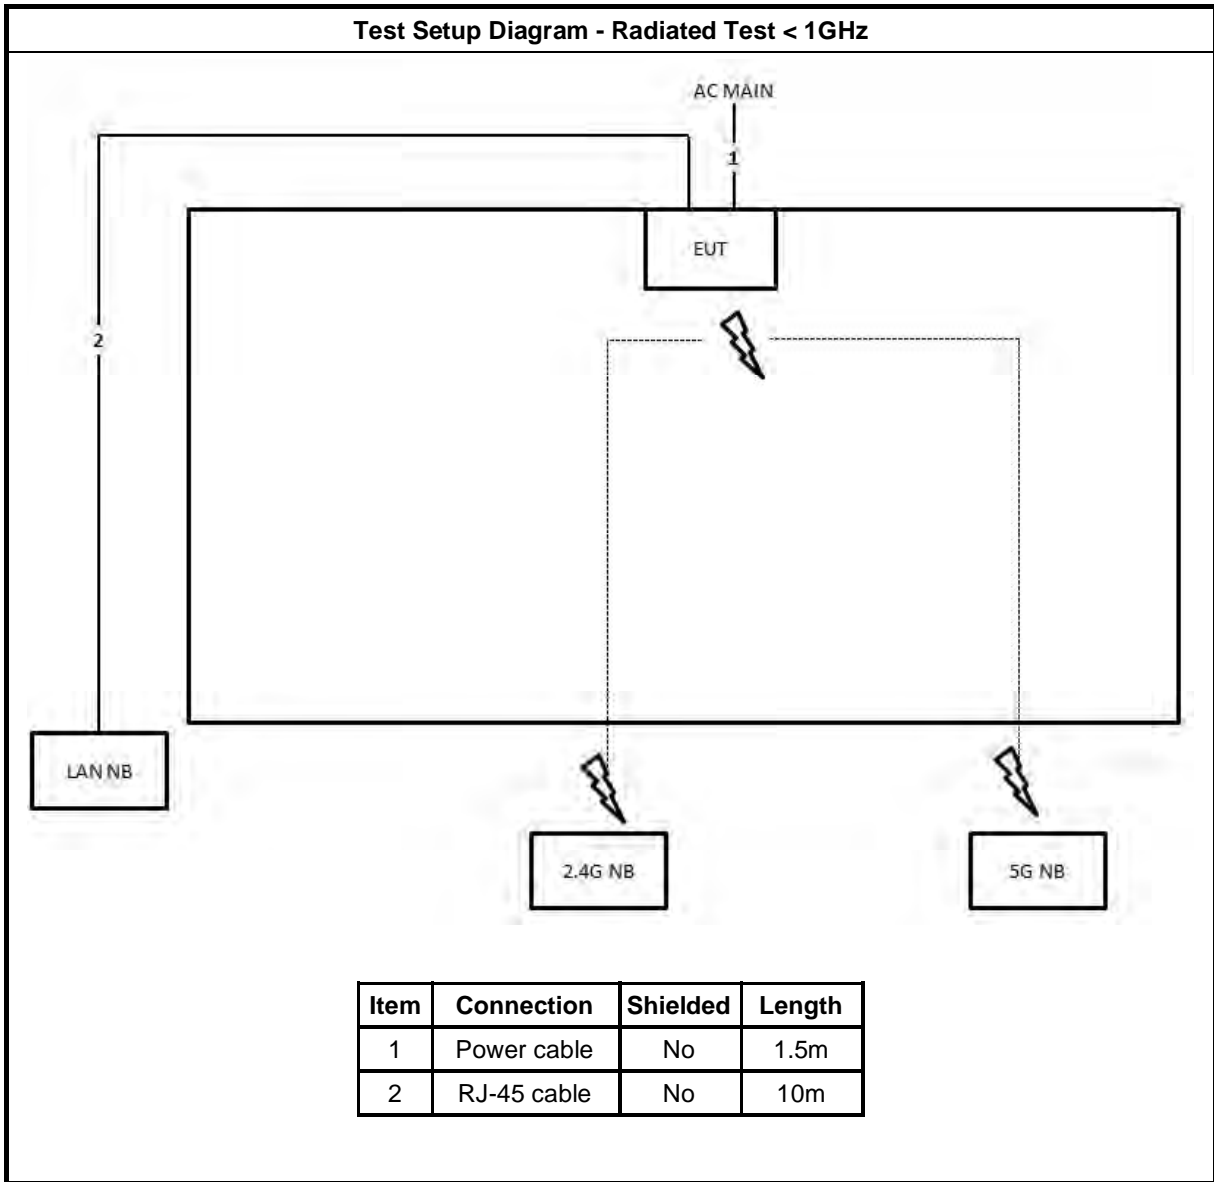 Test Setup Diagram - Radiated Test < 1GHz
AC MAIN
1
EUT
2
LAN NB
2.4G NB
5G NB
Item Connection Shielded Length
1 Power cable No 1.5m
2 RJ-45 cable No 10m